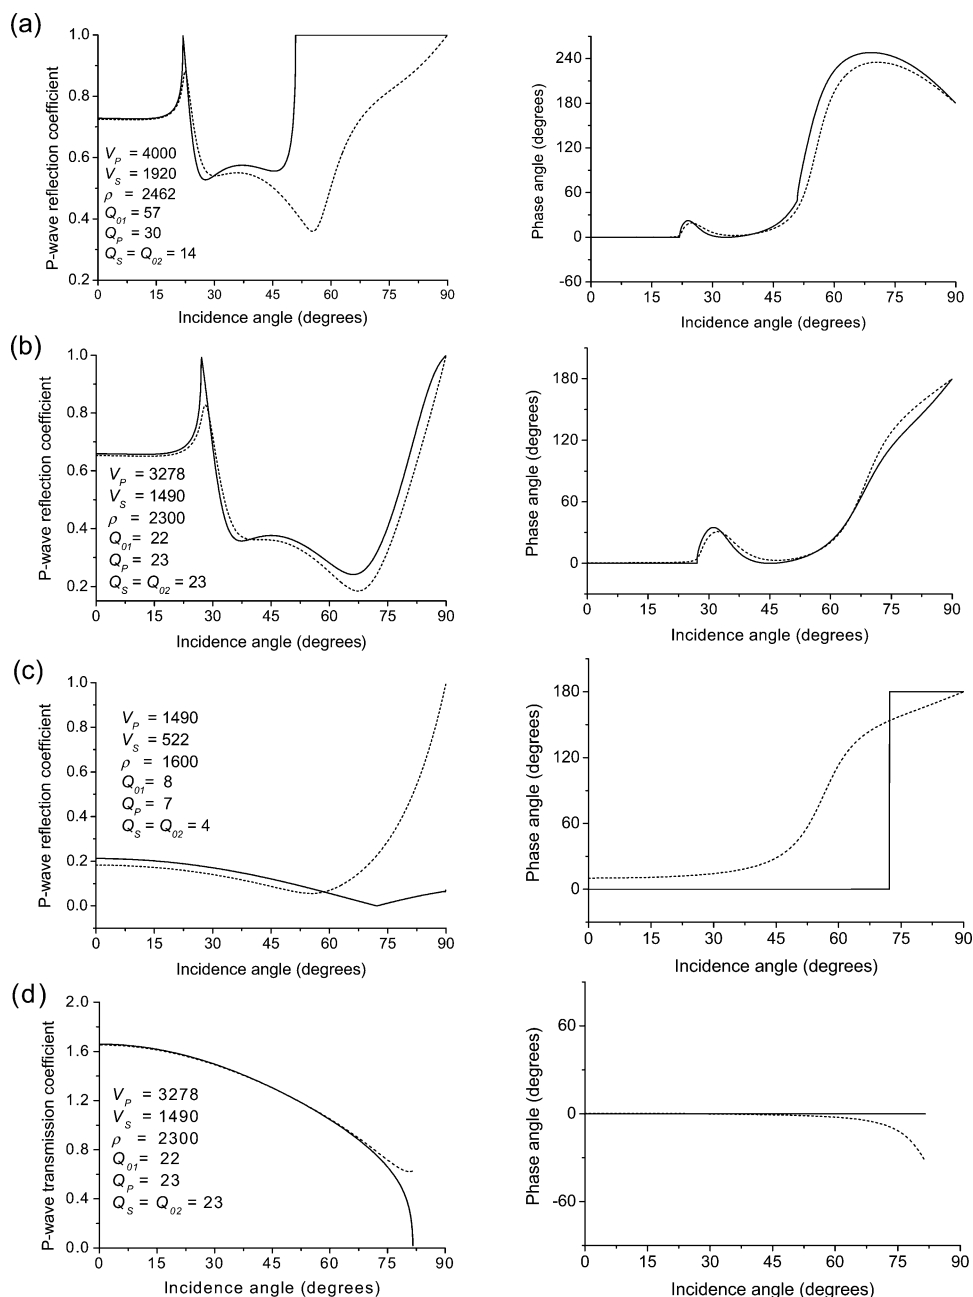 (a)
P-wave reflection coefficient
1.0
0.8
0.6
0.4
0.2
V_P = 4000
V_S = 1920
ρ = 2462
Q_01 = 57
Q_P = 30
Q_S = Q_02 = 14
0 15 30 45 60 75 90
Incidence angle (degrees)
Phase angle (degrees)
240
180
120
60
0
-60
0 15 30 45 60 75 90
Incidence angle (degrees)
(b)
P-wave reflection coefficient
1.0
0.8
0.6
0.4
0.2
V_P = 3278
V_S = 1490
ρ = 2300
Q_01 = 22
Q_P = 23
Q_S = Q_02 = 23
0 15 30 45 60 75 90
Incidence angle (degrees)
Phase angle (degrees)
180
120
60
0
0 15 30 45 60 75 90
Incidence angle (degrees)
(c)
P-wave reflection coefficient
1.0
0.8
0.6
0.4
0.2
0.0
V_P = 1490
V_S = 522
ρ = 1600
Q_01 = 8
Q_P = 7
Q_S = Q_02 = 4
0 15 30 45 60 75 90
Incidence angle (degrees)
Phase angle (degrees)
180
120
60
0
0 15 30 45 60 75 90
Incidence angle (degrees)
(d)
P-wave transmission coefficient
2.0
1.6
1.2
0.8
0.4
0.0
V_P = 3278
V_S = 1490
ρ = 2300
Q_01 = 22
Q_P = 23
Q_S = Q_02 = 23
0 15 30 45 60 75 90
Incidence angle (degrees)
Phase angle (degrees)
60
0
-60
0 15 30 45 60 75 90
Incidence angle (degrees)